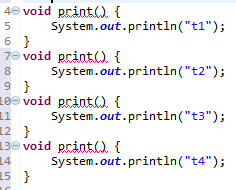 4 void print() {
5     System.out.println("t1");
6 }
7 void print() {
8     System.out.println("t2");
9 }
10 void print() {
11     System.out.println("t3");
12 }
13 void print() {
14     System.out.println("t4");
15 }